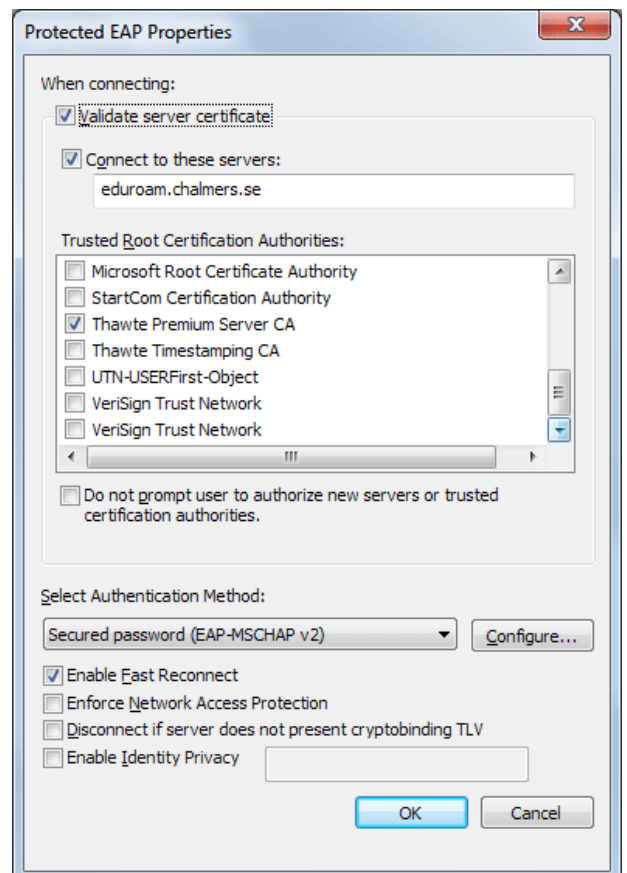 Protected EAP Properties
When connecting:
Validate server certificate
Connect to these servers:
eduroam.chalmers.se
Trusted Root Certification Authorities:
Microsoft Root Certificate Authority
StartCom Certification Authority
Thawte Premium Server CA
Thawte Timestamping CA
UTN-USERFirst-Object
VeriSign Trust Network
VeriSign Trust Network
Do not prompt user to authorize new servers or trusted
certification authorities.
Select Authentication Method:
Secured password (EAP-MSCHAP v2)
Configure...
Enable Fast Reconnect
Enforce Network Access Protection
Disconnect if server does not present cryptobinding TLV
Enable Identity Privacy
OK
Cancel